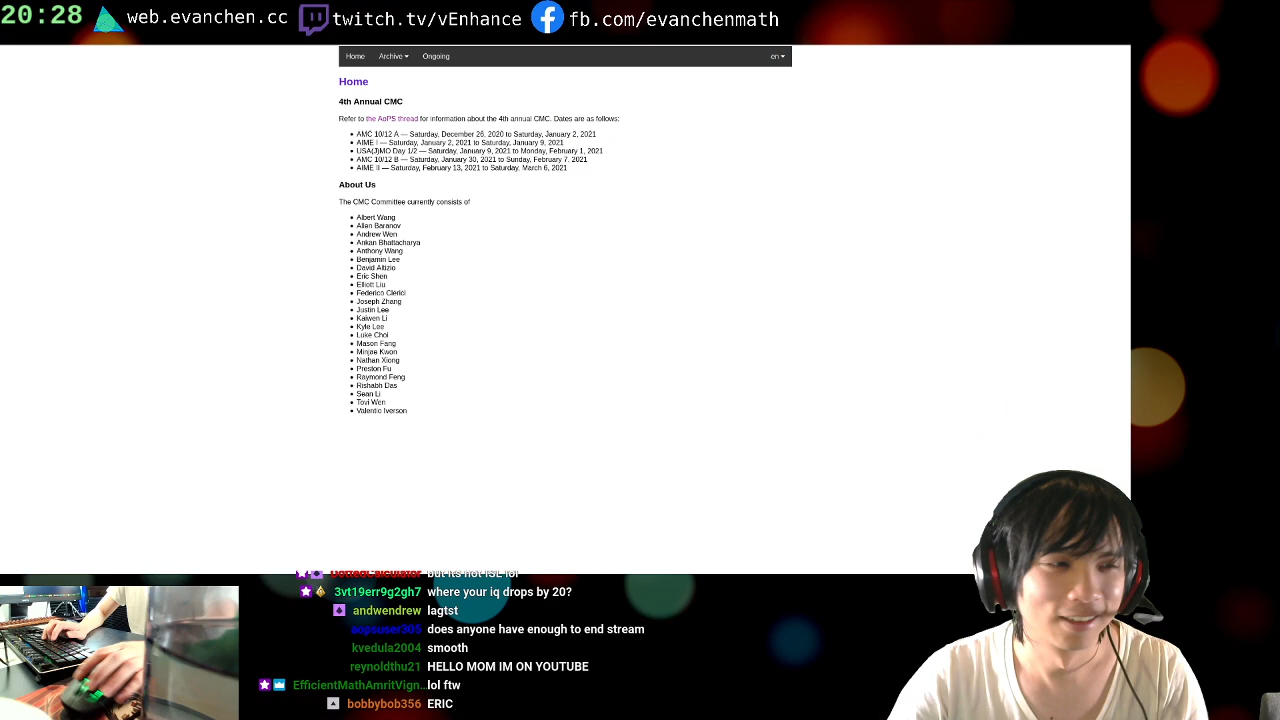 20:28 web.evanchen.cc twitch.tv/vEnhance fb.com/evanchenmath
Home Archive Ongoing en
Home
4th Annual CMC
Refer to the AoPS thread for information about the 4th annual CMC. Dates are as follows:
AMC 10/12 A — Saturday, December 26, 2020 to Saturday, January 2, 2021
AIME I — Saturday, January 2, 2021 to Saturday, January 9, 2021
USA(J)MO Day 1/2 — Saturday, January 9, 2021 to Monday, February 1, 2021
AMC 10/12 B — Saturday, January 30, 2021 to Sunday, February 7, 2021
AIME II — Saturday, February 13, 2021 to Saturday, March 6, 2021
About Us
The CMC Committee currently consists of
Albert Wang
Allen Baranov
Andrew Wen
Ankan Bhattacharya
Anthony Wang
Benjamin Lee
David Altizio
Eric Shen
Elliott Liu
Federico Clerici
Joseph Zhang
Justin Lee
Kaiwen Li
Kyle Lee
Luke Choi
Mason Fang
Minjae Kwon
Nathan Xiong
Preston Fu
Raymond Feng
Rishabh Das
Sean Li
Tovi Wen
Valentio Iverson
DottedCalculator but its not ISL lol
3vt19err9g2gh7 where your iq drops by 20?
andwendrew lagtst
aopsuser305 does anyone have enough to end stream
kvedula2004 smooth
reynoldthu21 HELLO MOM IM ON YOUTUBE
EfficientMathAmritVign… lol ftw
bobbybob356 ERIC